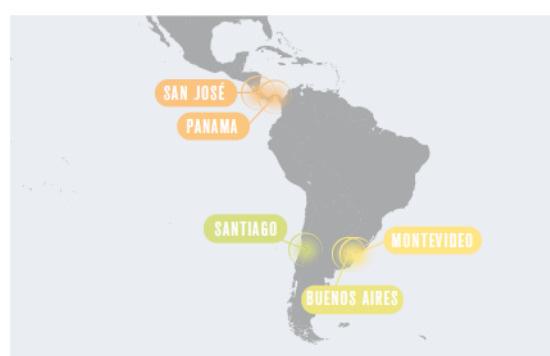 SAN JOSÉ
PANAMA
SANTIAGO
MONTEVIDEO
BUENOS AIRES